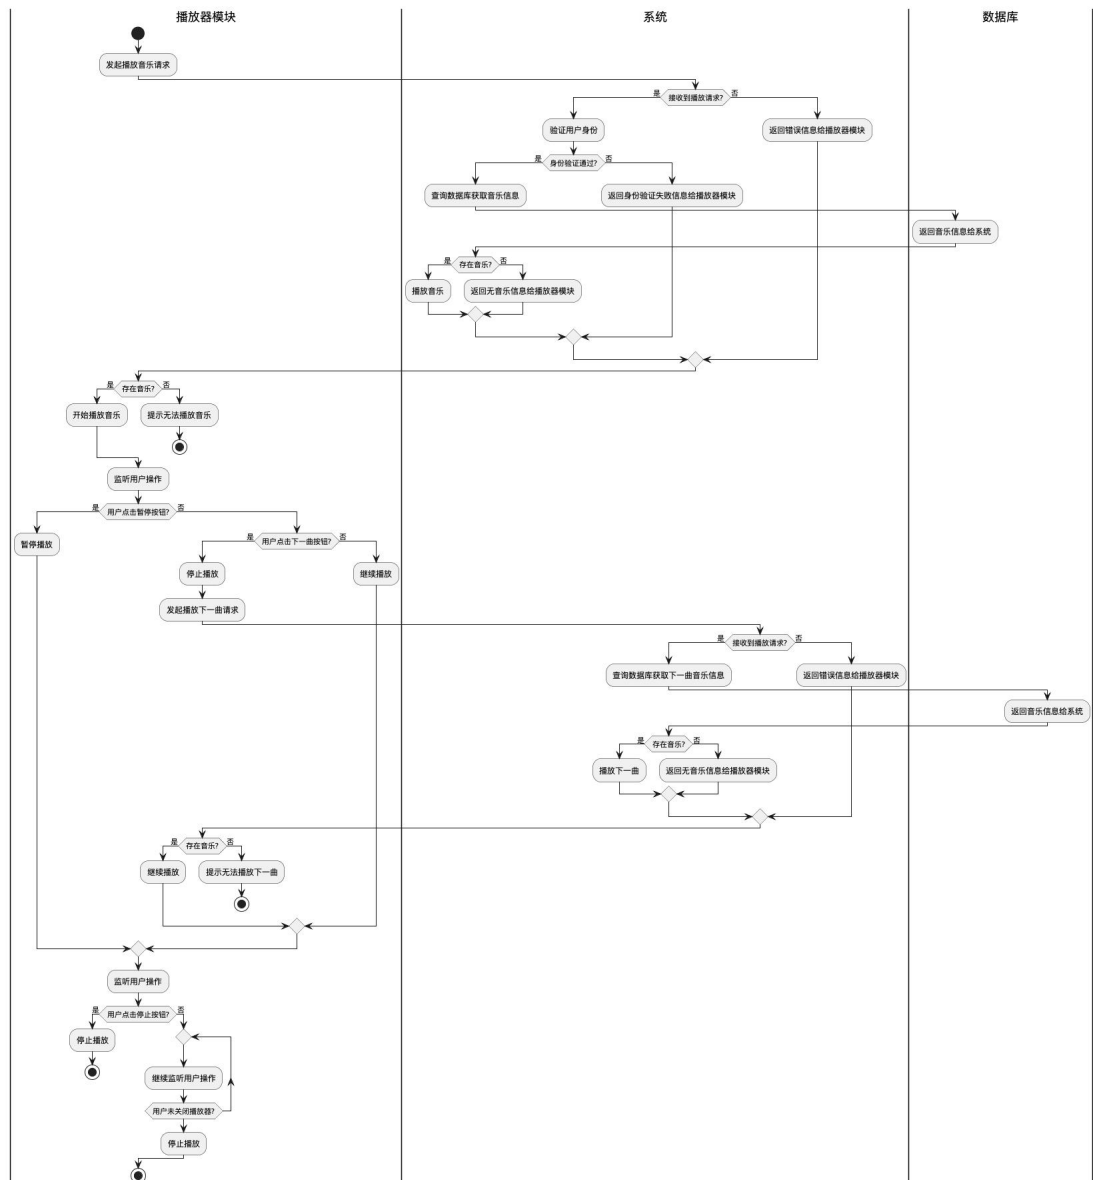 播放器模块
系统
数据库
发起播放音乐请求
是
接收到播放请求?
否
验证用户身份
返回错误信息给播放器模块
是
身份验证通过?
否
查询数据库获取音乐信息
返回身份验证失败信息给播放器模块
返回音乐信息给系统
是
存在音乐?
否
播放音乐
返回无音乐信息给播放器模块
是
存在音乐?
否
开始播放音乐
提示无法播放音乐
监听用户操作
是
用户点击暂停按钮?
否
暂停播放
是
用户点击下一曲按钮?
否
停止播放
继续播放
发起播放下一曲请求
是
接收到播放请求?
否
查询数据库获取下一曲音乐信息
返回错误信息给播放器模块
返回音乐信息给系统
是
存在音乐?
否
播放下一曲
返回无音乐信息给播放器模块
是
存在音乐?
否
继续播放
提示无法播放下一曲
监听用户操作
是
用户点击停止按钮?
否
停止播放
继续监听用户操作
用户未关闭播放器?
停止播放